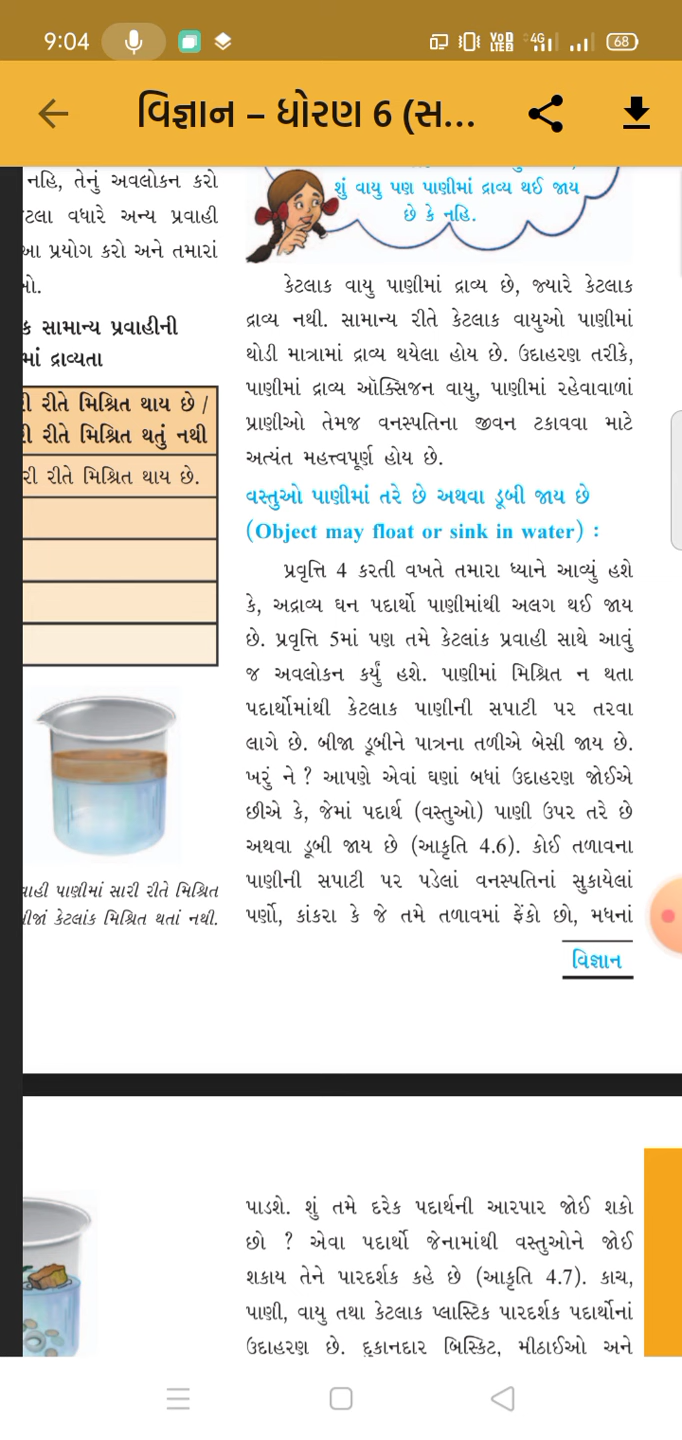 9:04
VoD
LTE2
4G
68
વિજ્ઞાન – ધોરણ 6 (સ...
નહિ, તેનું અવલોકન કરો
ટલા વધારે અન્ય પ્રવાહી
આ પ્રયોગ કરો અને તમારાં
સામાન્ય પ્રવાહીની
માં દ્રાવ્યતા
રીતે મિશ્રિત થાય છે /
રીતે મિશ્રિત થતું નથી
રી રીતે મિશ્રિત થાય છે.
પાણીમાં સારી રીતે મિશ્રિત
કેટલાંક મિશ્રિત થતાં નથી.
શું વાયુ પણ પાણીમાં દ્રાવ્ય થઈ જાય
છે કે નહિ.
કેટલાક વાયુ પાણીમાં દ્રાવ્ય છે, જ્યારે કેટલાક
દ્રાવ્ય નથી. સામાન્ય રીતે કેટલાક વાયુઓ પાણીમાં
થોડી માત્રામાં દ્રાવ્ય થયેલા હોય છે. ઉદાહરણ તરીકે,
પાણીમાં દ્રાવ્ય ઑક્સિજન વાયુ, પાણીમાં રહેવાવાળાં
પ્રાણીઓ તેમજ વનસ્પતિના જીવન ટકાવવા માટે
અત્યંત મહત્ત્વપૂર્ણ હોય છે.
વસ્તુઓ પાણીમાં તરે છે અથવા ડૂબી જાય છે
(Object may float or sink in water) :
પ્રવૃત્તિ 4 કરતી વખતે તમારા ધ્યાને આવ્યું હશે
કે, અદ્રાવ્ય ઘન પદાર્થો પાણીમાંથી અલગ થઈ જાય
છે. પ્રવૃત્તિ 5માં પણ તમે કેટલાંક પ્રવાહી સાથે આવું
જ અવલોકન કર્યું હશે. પાણીમાં મિશ્રિત ન થતા
પદાર્થોમાંથી કેટલાક પાણીની સપાટી પર તરવા
લાગે છે. બીજા ડૂબીને પાત્રના તળીએ બેસી જાય છે.
ખરું ને ? આપણે એવાં ઘણાં બધાં ઉદાહરણ જોઈએ
છીએ કે, જેમાં પદાર્થ (વસ્તુઓ) પાણી ઉપર તરે છે
અથવા ડૂબી જાય છે (આકૃતિ 4.6). કોઈ તળાવના
પાણીની સપાટી પર પડેલાં વનસ્પતિનાં સુકાયેલાં
પર્ણો, કાંકરા કે જે તમે તળાવમાં ફેંકો છો, મધનાં
વિજ્ઞાન
પાડશે. શું તમે દરેક પદાર્થની આરપાર જોઈ શકો
છો ? એવા પદાર્થો જેનામાંથી વસ્તુઓને જોઈ
શકાય તેને પારદર્શક કહે છે (આકૃતિ 4.7). કાચ,
પાણી, વાયુ તથા કેટલાક પ્લાસ્ટિક પારદર્શક પદાર્થોનાં
ઉદાહરણ છે. દુકાનદાર બિસ્કિટ, મીઠાઈઓ અને